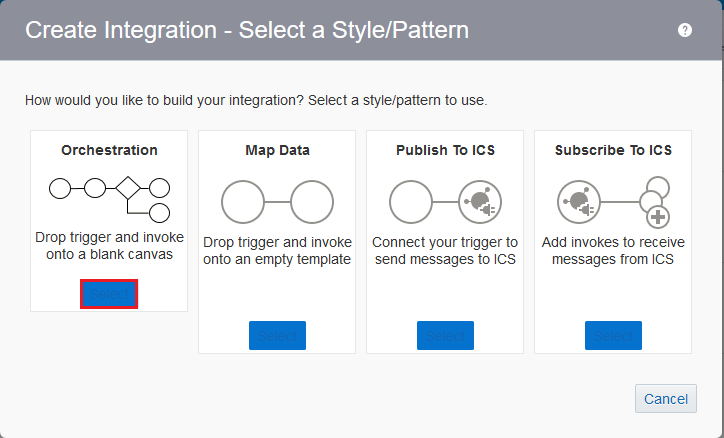 Create Integration - Select a Style/Pattern
?
How would you like to build your integration? Select a style/pattern to use.
Orchestration
Drop trigger and invoke
onto a blank canvas
Select
Map Data
Drop trigger and invoke
onto an empty template
Select
Publish To ICS
Connect your trigger to
send messages to ICS
Select
Subscribe To ICS
Add invokes to receive
messages from ICS
Select
Cancel